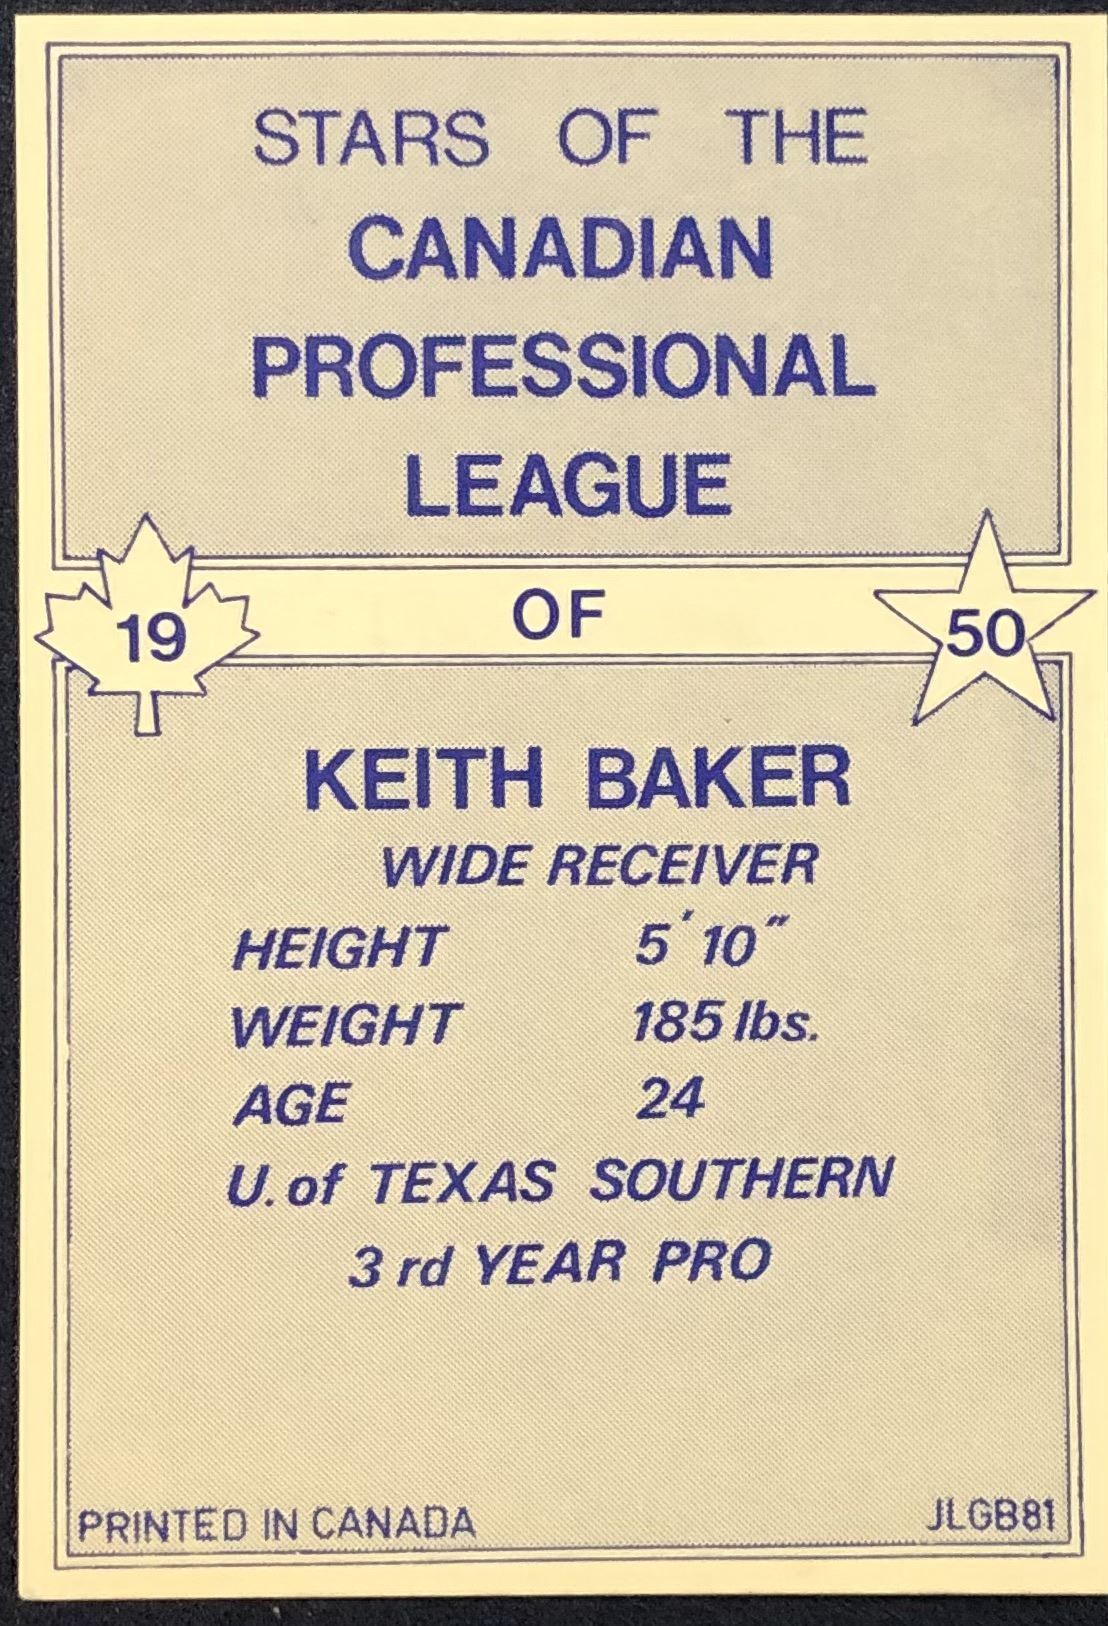 STARS OF THE
CANADIAN
PROFESSIONAL
LEAGUE
19 OF 50
KEITH BAKER
WIDE RECEIVER
HEIGHT 5'10"
WEIGHT 185 lbs.
AGE 24
U. of TEXAS SOUTHERN
3 rd YEAR PRO
PRINTED IN CANADA JLGB81